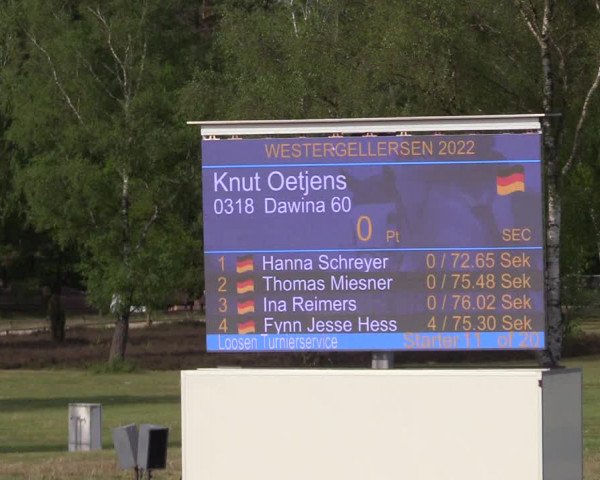 WESTERGELLERSEN 2022
Knut Oetjens
0318 Dawina 60
0 Pt SEC
1 Hanna Schreyer 0 / 72.65 Sek
2 Thomas Miesner 0 / 75.48 Sek
3 Ina Reimers 0 / 76.02 Sek
4 Fynn Jesse Hess 4 / 75.30 Sek
Loosen Turnierservice Starter 11 of 20